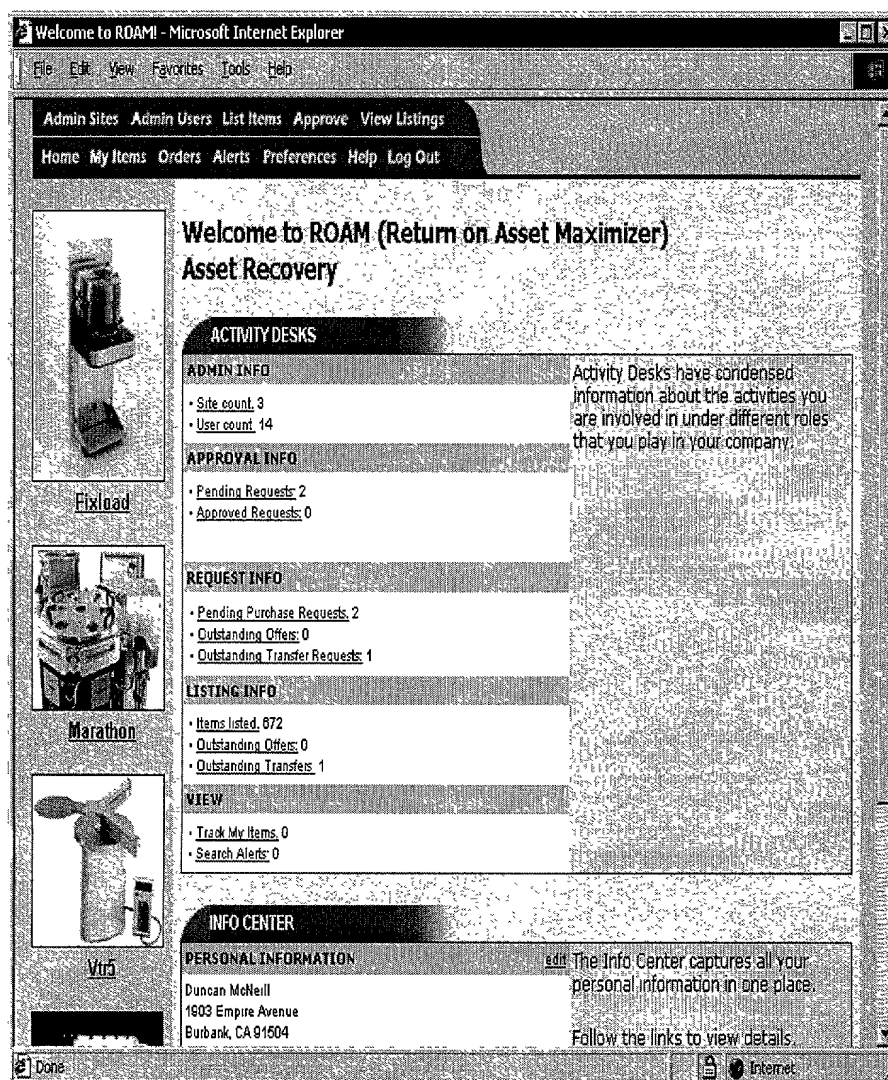 Welcome to ROAM! - Microsoft Internet Explorer
File Edit View Favorites Tools Help
Admin Sites Admin Users List Items Approve View Listings
Home My Items Orders Alerts Preferences Help Log Out
Welcome to ROAM (Return on Asset Maximizer)
Asset Recovery
ACTIVITY DESKS
ADMIN INFO
· Site count. 3
· User count 14
APPROVAL INFO
· Pending Requests: 2
· Approved Requests: 0
REQUEST INFO
· Pending Purchase Requests. 2
· Outstanding Offers: 0
· Outstanding Transfer Requests: 1
LISTING INFO
· Items listed. 672
· Outstanding Offers: 0
· Outstanding Transfers 1
VIEW
· Track My Items. 0
· Search Alerts: 0
Activity Desks have condensed
information about the activities you
are involved in under different roles
that you play in your company.
Fixload
Marathon
Vtr5
INFO CENTER
PERSONAL INFORMATION edit
Duncan McNeill
1903 Empire Avenue
Burbank, CA 91504
The Info Center captures all your
personal information in one place.
Follow the links to view details.
Done Internet